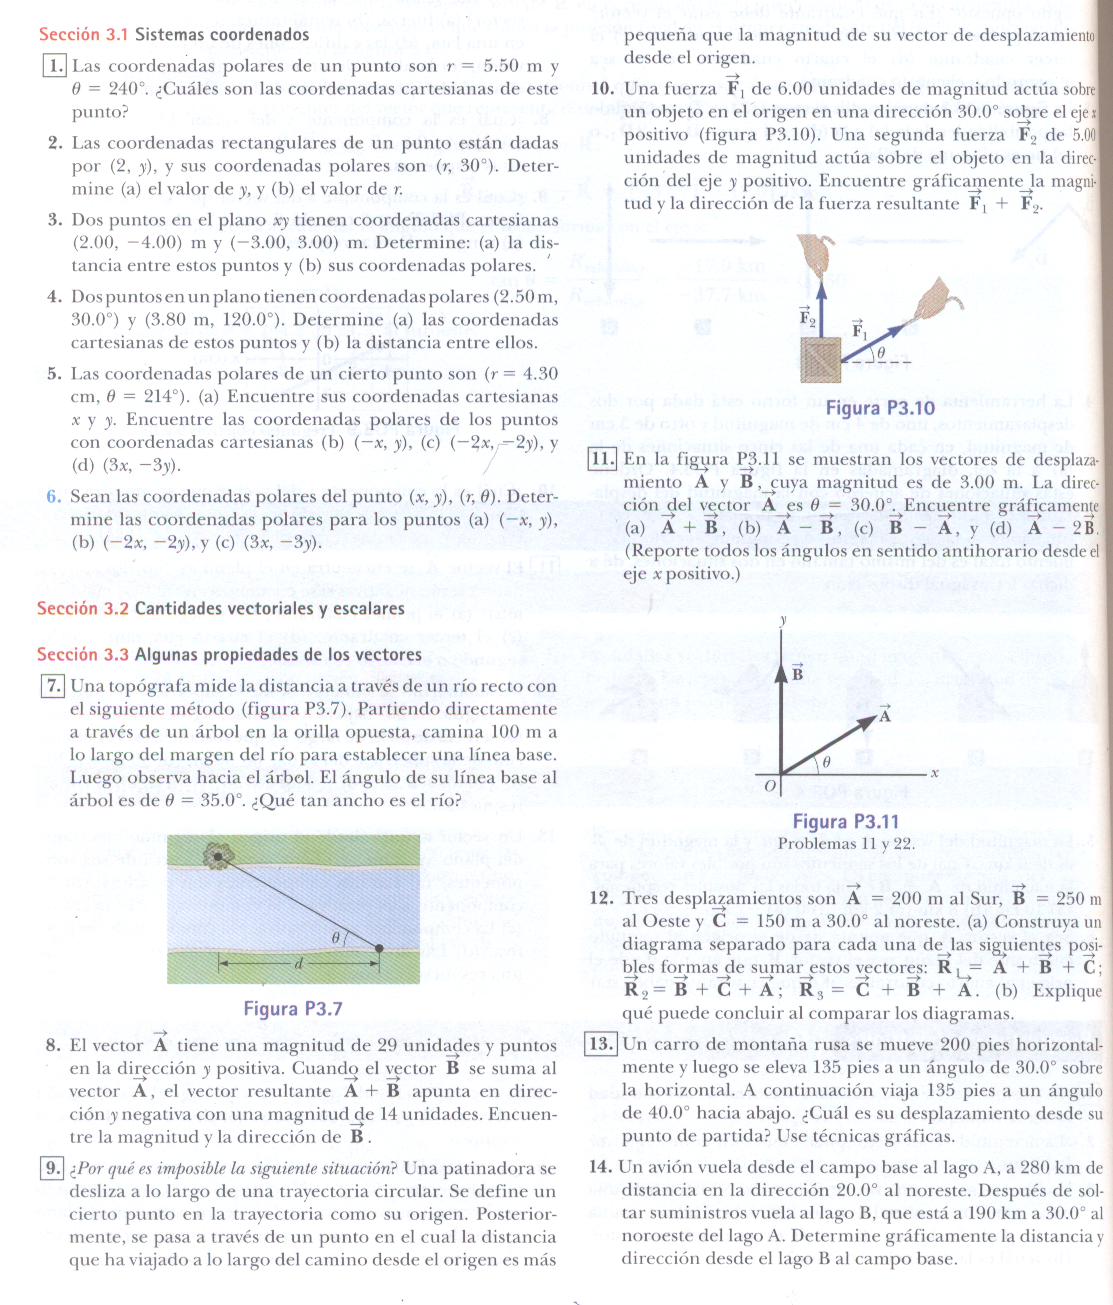 Sección 3.1 Sistemas coordenados
1. Las coordenadas polares de un punto son r = 5.50 m y
θ = 240°. ¿Cuáles son las coordenadas cartesianas de este
punto?
2. Las coordenadas rectangulares de un punto están dadas
por (2, y), y sus coordenadas polares son (r, 30°). Deter-
mine (a) el valor de y, y (b) el valor de r.
3. Dos puntos en el plano xy tienen coordenadas cartesianas
(2.00, −4.00) m y (−3.00, 3.00) m. Determine: (a) la dis-
tancia entre estos puntos y (b) sus coordenadas polares.
4. Dos puntos en un plano tienen coordenadas polares (2.50 m,
30.0°) y (3.80 m, 120.0°). Determine (a) las coordenadas
cartesianas de estos puntos y (b) la distancia entre ellos.
5. Las coordenadas polares de un cierto punto son (r = 4.30
cm, θ = 214°). (a) Encuentre sus coordenadas cartesianas
x y y. Encuentre las coordenadas polares de los puntos
con coordenadas cartesianas (b) (−x, y), (c) (−2x, −2y), y
(d) (3x, −3y).
6. Sean las coordenadas polares del punto (x, y), (r, θ). Deter-
mine las coordenadas polares para los puntos (a) (−x, y),
(b) (−2x, −2y), y (c) (3x, −3y).
Sección 3.2 Cantidades vectoriales y escalares
Sección 3.3 Algunas propiedades de los vectores
7. Una topógrafa mide la distancia a través de un río recto con
el siguiente método (figura P3.7). Partiendo directamente
a través de un árbol en la orilla opuesta, camina 100 m a
lo largo del margen del río para establecer una línea base.
Luego observa hacia el árbol. El ángulo de su línea base al
árbol es de θ = 35.0°. ¿Qué tan ancho es el río?
θ
d
Figura P3.7
8. El vector A⃗ tiene una magnitud de 29 unidades y puntos
en la dirección y positiva. Cuando el vector B⃗ se suma al
vector A⃗, el vector resultante A⃗ + B⃗ apunta en direc-
ción y negativa con una magnitud de 14 unidades. Encuen-
tre la magnitud y la dirección de B⃗.
9. ¿Por qué es imposible la siguiente situación? Una patinadora se
desliza a lo largo de una trayectoria circular. Se define un
cierto punto en la trayectoria como su origen. Posterior-
mente, se pasa a través de un punto en el cual la distancia
que ha viajado a lo largo del camino desde el origen es más
pequeña que la magnitud de su vector de desplazamiento
desde el origen.
10. Una fuerza F⃗1 de 6.00 unidades de magnitud actúa sobre
un objeto en el origen en una dirección 30.0° sobre el eje x
positivo (figura P3.10). Una segunda fuerza F⃗2 de 5.00
unidades de magnitud actúa sobre el objeto en la direc-
ción del eje y positivo. Encuentre gráficamente la magni-
tud y la dirección de la fuerza resultante F⃗1 + F⃗2.
F⃗2
F⃗1
θ
Figura P3.10
11. En la figura P3.11 se muestran los vectores de desplaza-
miento A⃗ y B⃗, cuya magnitud es de 3.00 m. La direc-
ción del vector A⃗ es θ = 30.0°. Encuentre gráficamente
(a) A⃗ + B⃗, (b) A⃗ − B⃗, (c) B⃗ − A⃗, y (d) A⃗ − 2B⃗.
(Reporte todos los ángulos en sentido antihorario desde el
eje x positivo.)
y
B⃗
A⃗
θ
x
O
Figura P3.11
Problemas 11 y 22.
12. Tres desplazamientos son A⃗ = 200 m al Sur, B⃗ = 250 m
al Oeste y C⃗ = 150 m a 30.0° al noreste. (a) Construya un
diagrama separado para cada una de las siguientes posi-
bles formas de sumar estos vectores: R⃗1 = A⃗ + B⃗ + C⃗;
R⃗2 = B⃗ + C⃗ + A⃗; R⃗3 = C⃗ + B⃗ + A⃗. (b) Explique
qué puede concluir al comparar los diagramas.
13. Un carro de montaña rusa se mueve 200 pies horizontal-
mente y luego se eleva 135 pies a un ángulo de 30.0° sobre
la horizontal. A continuación viaja 135 pies a un ángulo
de 40.0° hacia abajo. ¿Cuál es su desplazamiento desde su
punto de partida? Use técnicas gráficas.
14. Un avión vuela desde el campo base al lago A, a 280 km de
distancia en la dirección 20.0° al noreste. Después de sol-
tar suministros vuela al lago B, que está a 190 km a 30.0° al
noroeste del lago A. Determine gráficamente la distancia y
dirección desde el lago B al campo base.